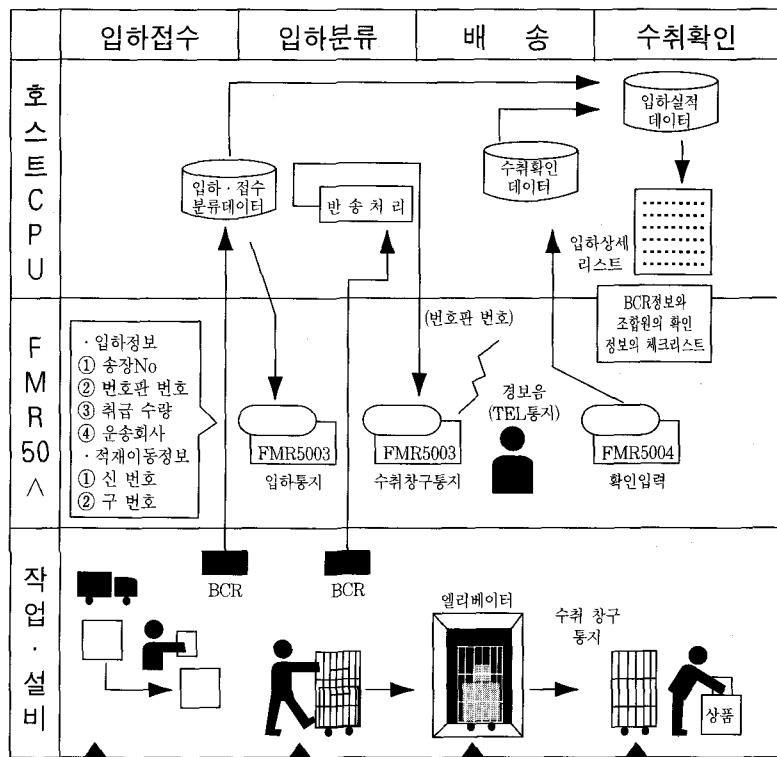 입하접수 입하분류 배 송 수취확인
호스트CPU
입하실적
데이터
수취확인
데이터
입하 · 접수
분류데이터
반 송 처 리
입하상세
리스트
BCR정보와
조합원의 확인
정보의 체크리스트
FMR50∧
· 입하정보
① 송장No
② 번호판 번호
③ 취급 수량
④ 운송회사
· 적재이동정보
① 신 번호
② 구 번호
(번호판 번호)
경보음
(TEL통지)
FMR5003
입하통지
FMR5003
수취창구통지
FMR5004
확인입력
작업·설비
BCR
BCR
엘리베이터
수취 창구
통지
상품